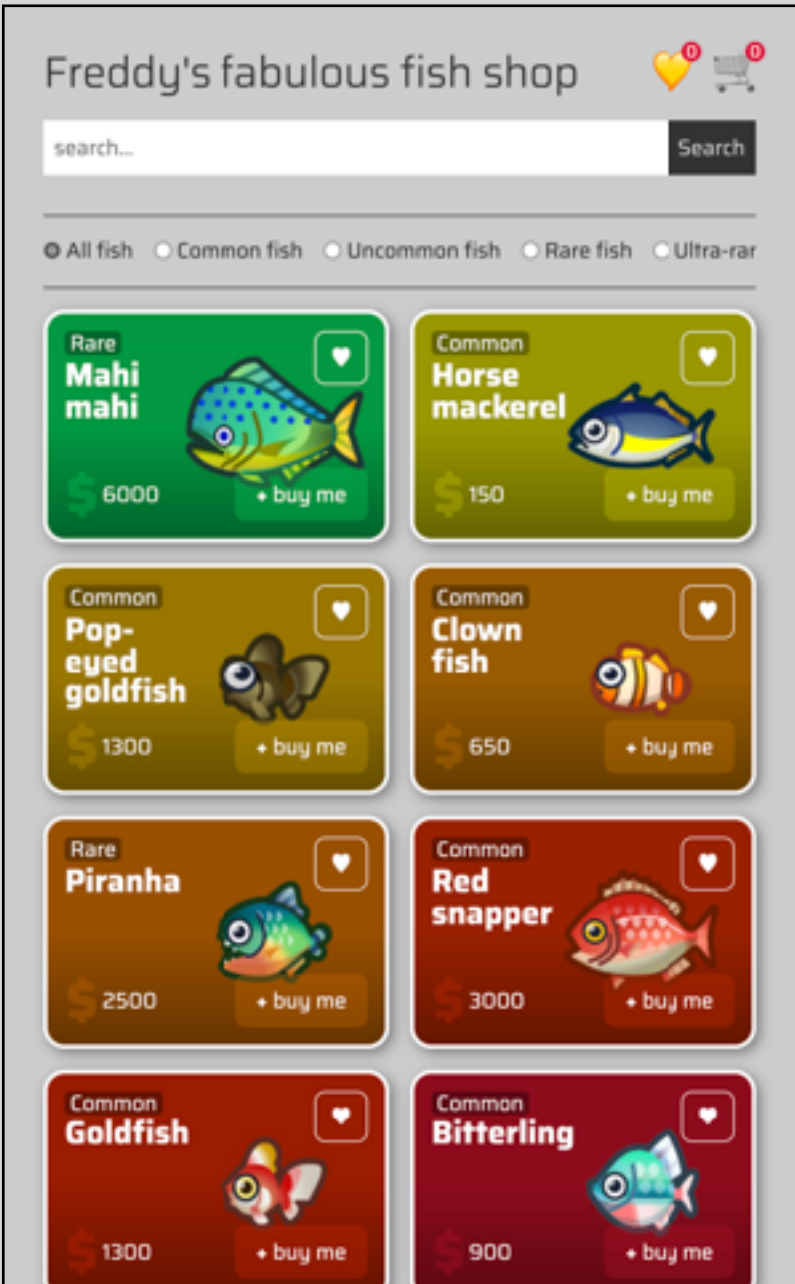 Freddy's fabulous fish shop
0
0
search...
Search
All fish
Common fish
Uncommon fish
Rare fish
Ultra-rar
Rare
Mahi
mahi
$ 6000
+ buy me
Common
Horse
mackerel
$ 150
+ buy me
Common
Pop-
eyed
goldfish
$ 1300
+ buy me
Common
Clown
fish
$ 650
+ buy me
Rare
Piranha
$ 2500
+ buy me
Common
Red
snapper
$ 3000
+ buy me
Common
Goldfish
$ 1300
+ buy me
Common
Bitterling
$ 900
+ buy me